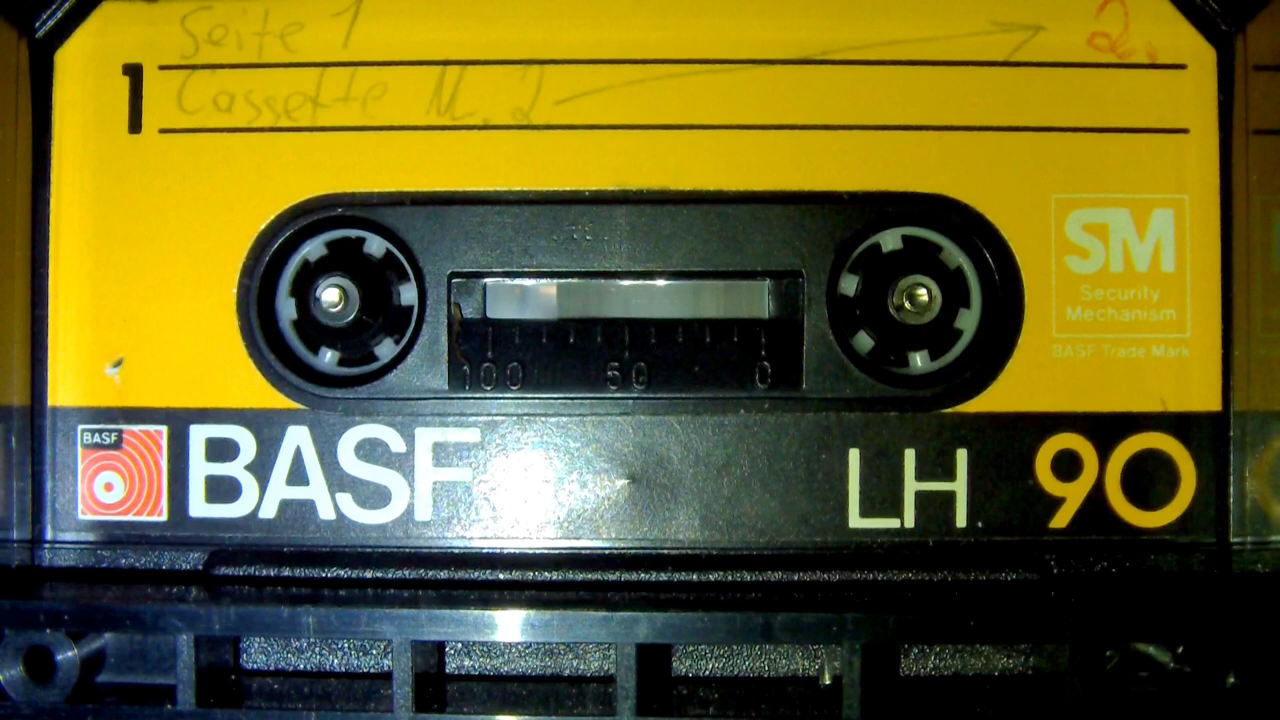 Seite 1
2.
1
Cassette N. 2
SM
Security
Mechanism
BASF Trade Mark
100 50 0
BASF
BASF LH 90